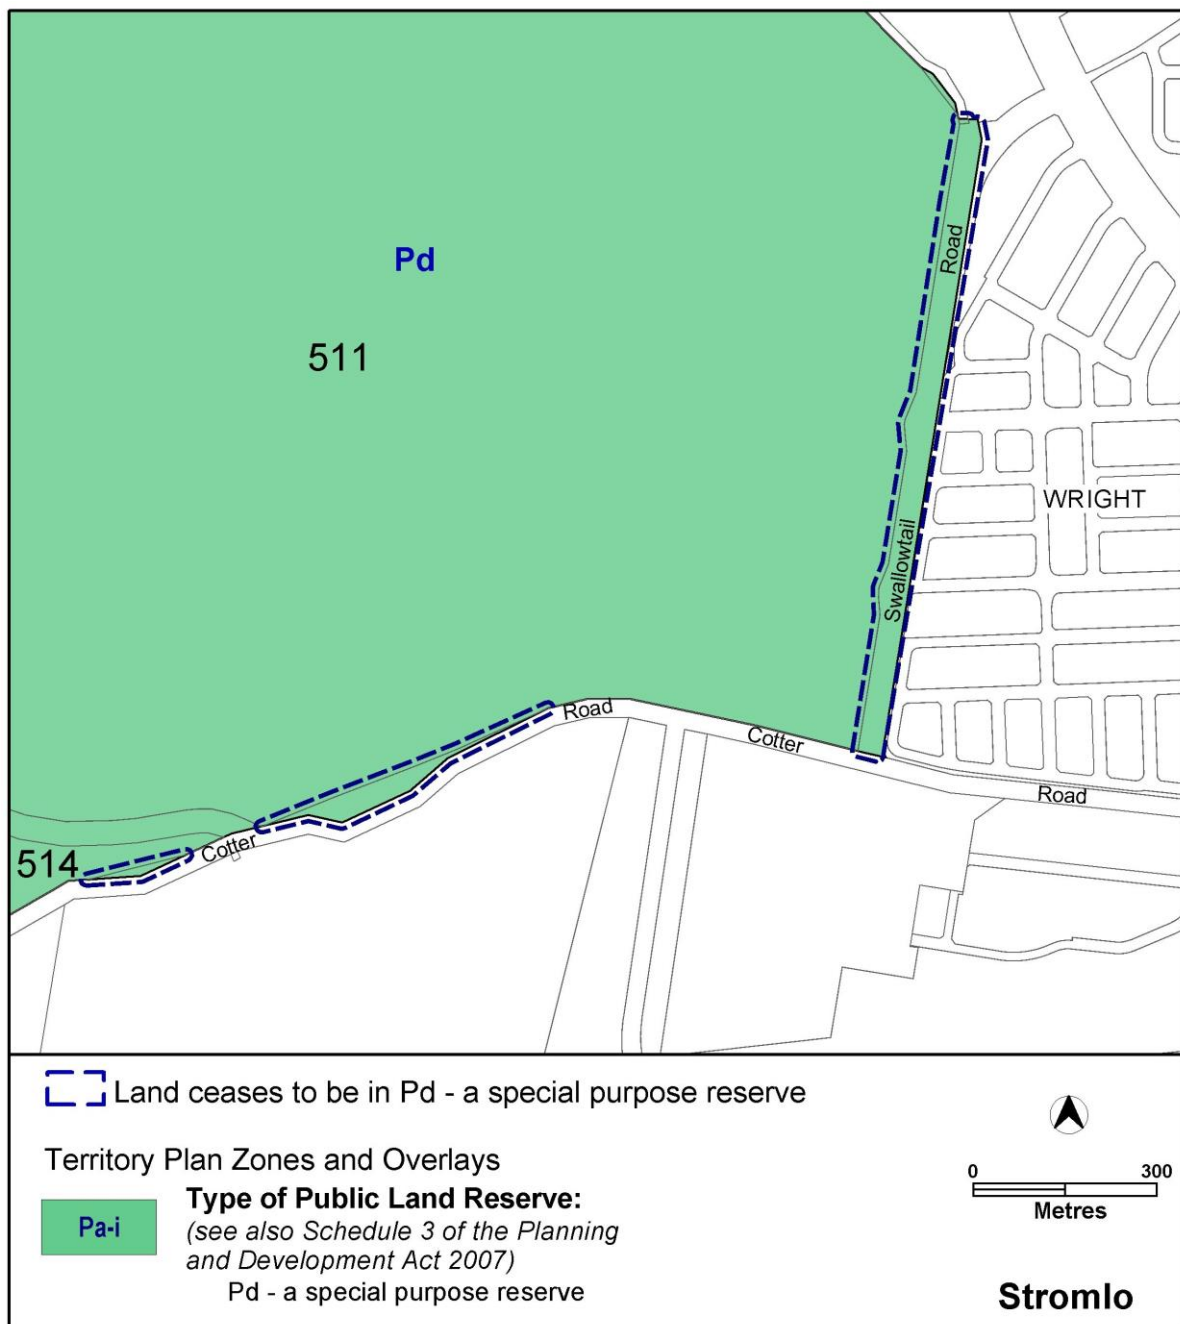 Road
Pd
511
WRIGHT
Swallowtail
Road
Cotter
Road
Cotter
514
Land ceases to be in Pd - a special purpose reserve
Territory Plan Zones and Overlays
Pa-i
Type of Public Land Reserve:
(see also Schedule 3 of the Planning
and Development Act 2007)
Pd - a special purpose reserve
0 300
Metres
Stromlo